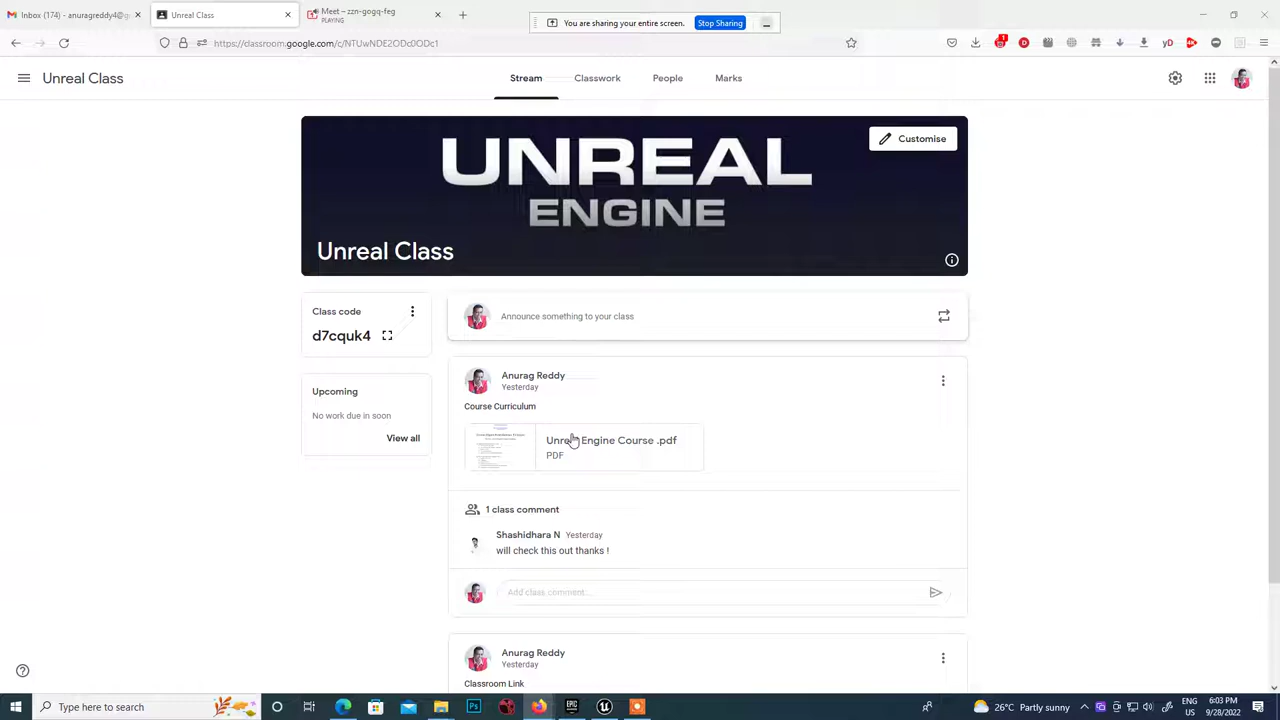 Inbox (174) - anuragreddy4@g
Unreal Class
Meet – zzn-gogq-feg
PLAYING
You are sharing your entire screen.
Stop Sharing
https://classroom.google.com/c/NTUwNDE2ODc0ODc1
Unreal Class
Stream
Classwork
People
Marks
Customise
UNREAL
ENGINE
Unreal Class
Class code
d7cquk4
Announce something to your class
Upcoming
No work due in soon
View all
Anurag Reddy
Yesterday
Course Curriculum
Unreal Engine Course .pdf
PDF
1 class comment
Shashidhara N Yesterday
will check this out thanks !
Add class comment...
Anurag Reddy
Yesterday
Classroom Link
Type here to search
26°C Partly sunny
ENG
US
6:03 PM
9/28/2022